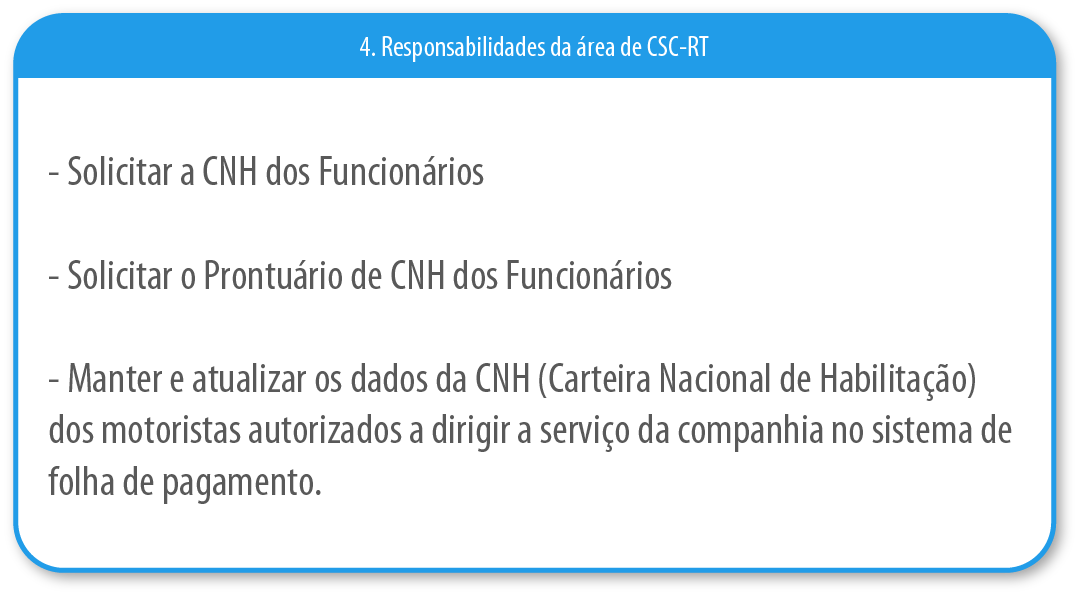 4. Responsabilidades da área de CSC-RT
- Solicitar a CNH dos Funcionários
- Solicitar o Prontuário de CNH dos Funcionários
- Manter e atualizar os dados da CNH (Carteira Nacional de Habilitação)
dos motoristas autorizados a dirigir a serviço da companhia no sistema de
folha de pagamento.